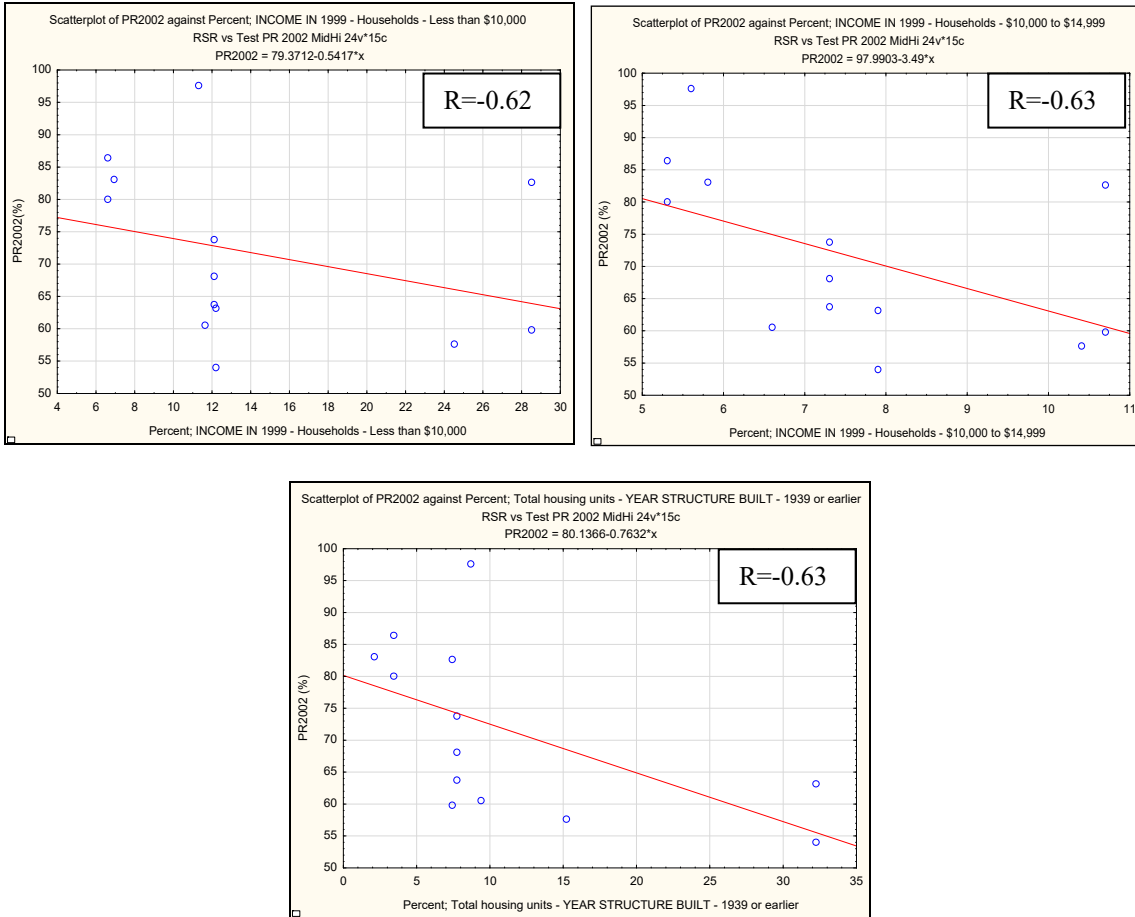 Scatterplot of PR2002 against Percent; INCOME IN 1999 - Households - Less than $10,000
RSR vs Test PR 2002 MidHi 24v*15c
PR2002 = 79.3712-0.5417*x
R=-0.62
PR2002(%)
100
95
90
85
80
75
70
65
60
55
50
4 6 8 10 12 14 16 18 20 22 24 26 28 30
Percent; INCOME IN 1999 - Households - Less than $10,000
Scatterplot of PR2002 against Percent; INCOME IN 1999 - Households - $10,000 to $14,999
RSR vs Test PR 2002 MidHi 24v*15c
PR2002 = 97.9903-3.49*x
R=-0.63
PR2002 (%)
100
95
90
85
80
75
70
65
60
55
50
5 6 7 8 9 10 11
Percent; INCOME IN 1999 - Households - $10,000 to $14,999
Scatterplot of PR2002 against Percent; Total housing units - YEAR STRUCTURE BUILT - 1939 or earlier
RSR vs Test PR 2002 MidHi 24v*15c
PR2002 = 80.1366-0.7632*x
R=-0.63
PR2002 (%)
100
95
90
85
80
75
70
65
60
55
50
0 5 10 15 20 25 30 35
Percent; Total housing units - YEAR STRUCTURE BUILT - 1939 or earlier